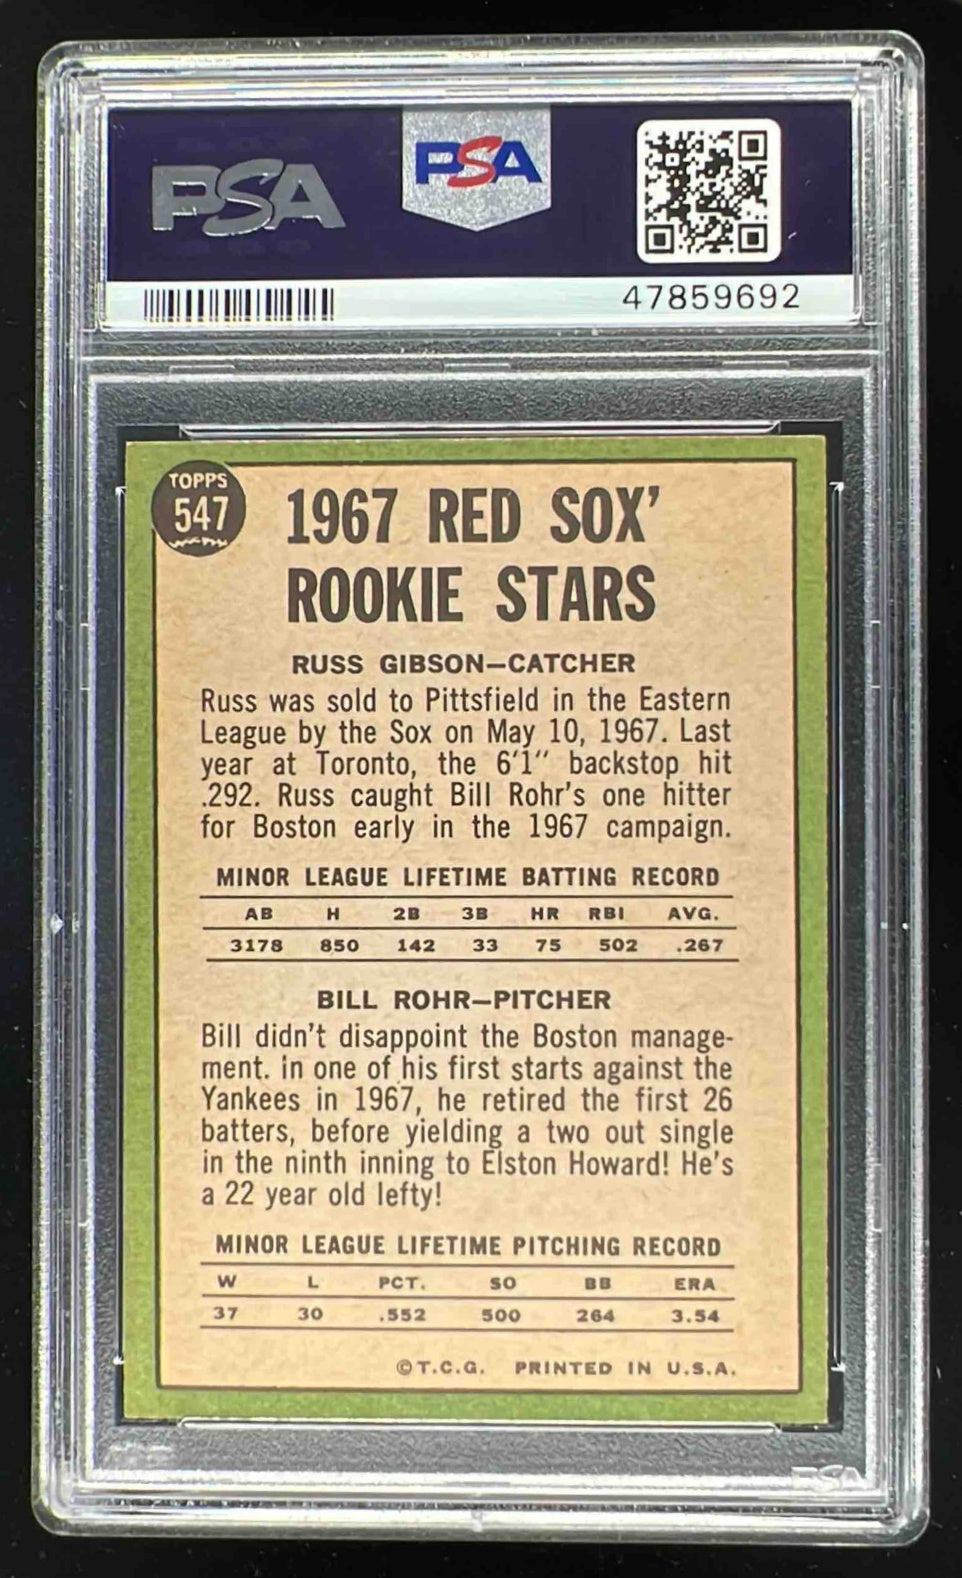 PSA
PSA
47859692
TOPPS
547
1967 RED SOX'
ROOKIE STARS
RUSS GIBSON—CATCHER
Russ was sold to Pittsfield in the Eastern
League by the Sox on May 10, 1967. Last
year at Toronto, the 6'1" backstop hit
.292. Russ caught Bill Rohr's one hitter
for Boston early in the 1967 campaign.
MINOR LEAGUE LIFETIME BATTING RECORD
AB H 2B 3B HR RBI AVG.
3178 850 142 33 75 502 .267
BILL ROHR—PITCHER
Bill didn't disappoint the Boston manage-
ment. in one of his first starts against the
Yankees in 1967, he retired the first 26
batters, before yielding a two out single
in the ninth inning to Elston Howard! He's
a 22 year old lefty!
MINOR LEAGUE LIFETIME PITCHING RECORD
W L PCT. SO BB ERA
37 30 .552 500 264 3.54
©T.C.G. PRINTED IN U.S.A.
PSA